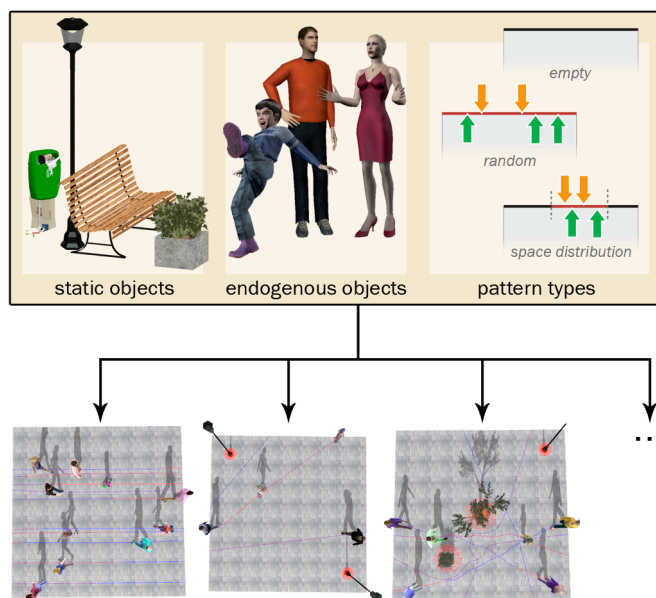 empty
random
space distribution
static objects
endogenous objects
pattern types
...